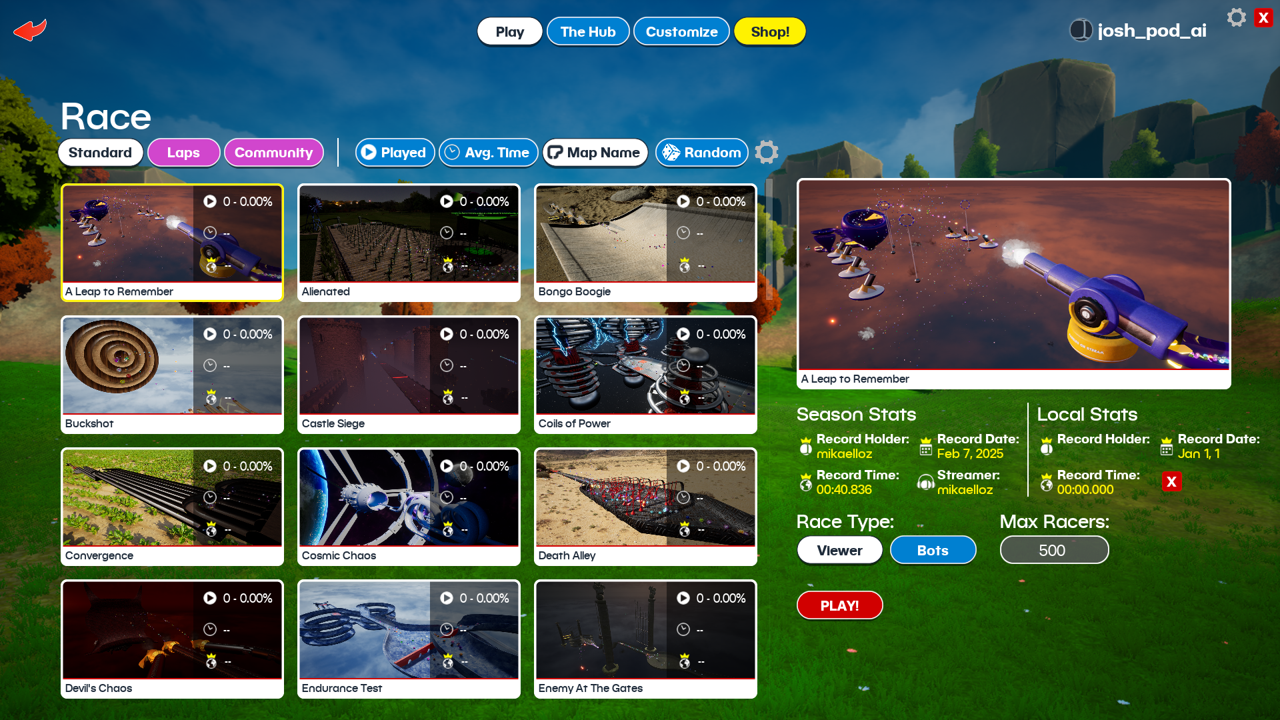 Play
The Hub
Customize
Shop!
josh_pod_ai
X
Race
Standard
Laps
Community
Played
Avg. Time
Map Name
Random
0 - 0.00%
--
--
A Leap to Remember
0 - 0.00%
--
--
Alienated
0 - 0.00%
--
--
Bongo Boogie
0 - 0.00%
--
--
Buckshot
0 - 0.00%
--
--
Castle Siege
0 - 0.00%
--
--
Coils of Power
0 - 0.00%
--
--
Convergence
0 - 0.00%
--
--
Cosmic Chaos
0 - 0.00%
--
--
Death Alley
0 - 0.00%
--
--
Devil's Chaos
0 - 0.00%
--
--
Endurance Test
0 - 0.00%
--
--
Enemy At The Gates
A Leap to Remember
Season Stats
Record Holder:
mikaelloz
Record Date:
Feb 7, 2025
Record Time:
00:40.836
Streamer:
mikaelloz
Local Stats
Record Holder:
Record Date:
Jan 1, 1
Record Time:
00:00.000
X
Race Type:
Viewer
Bots
Max Racers:
500
PLAY!